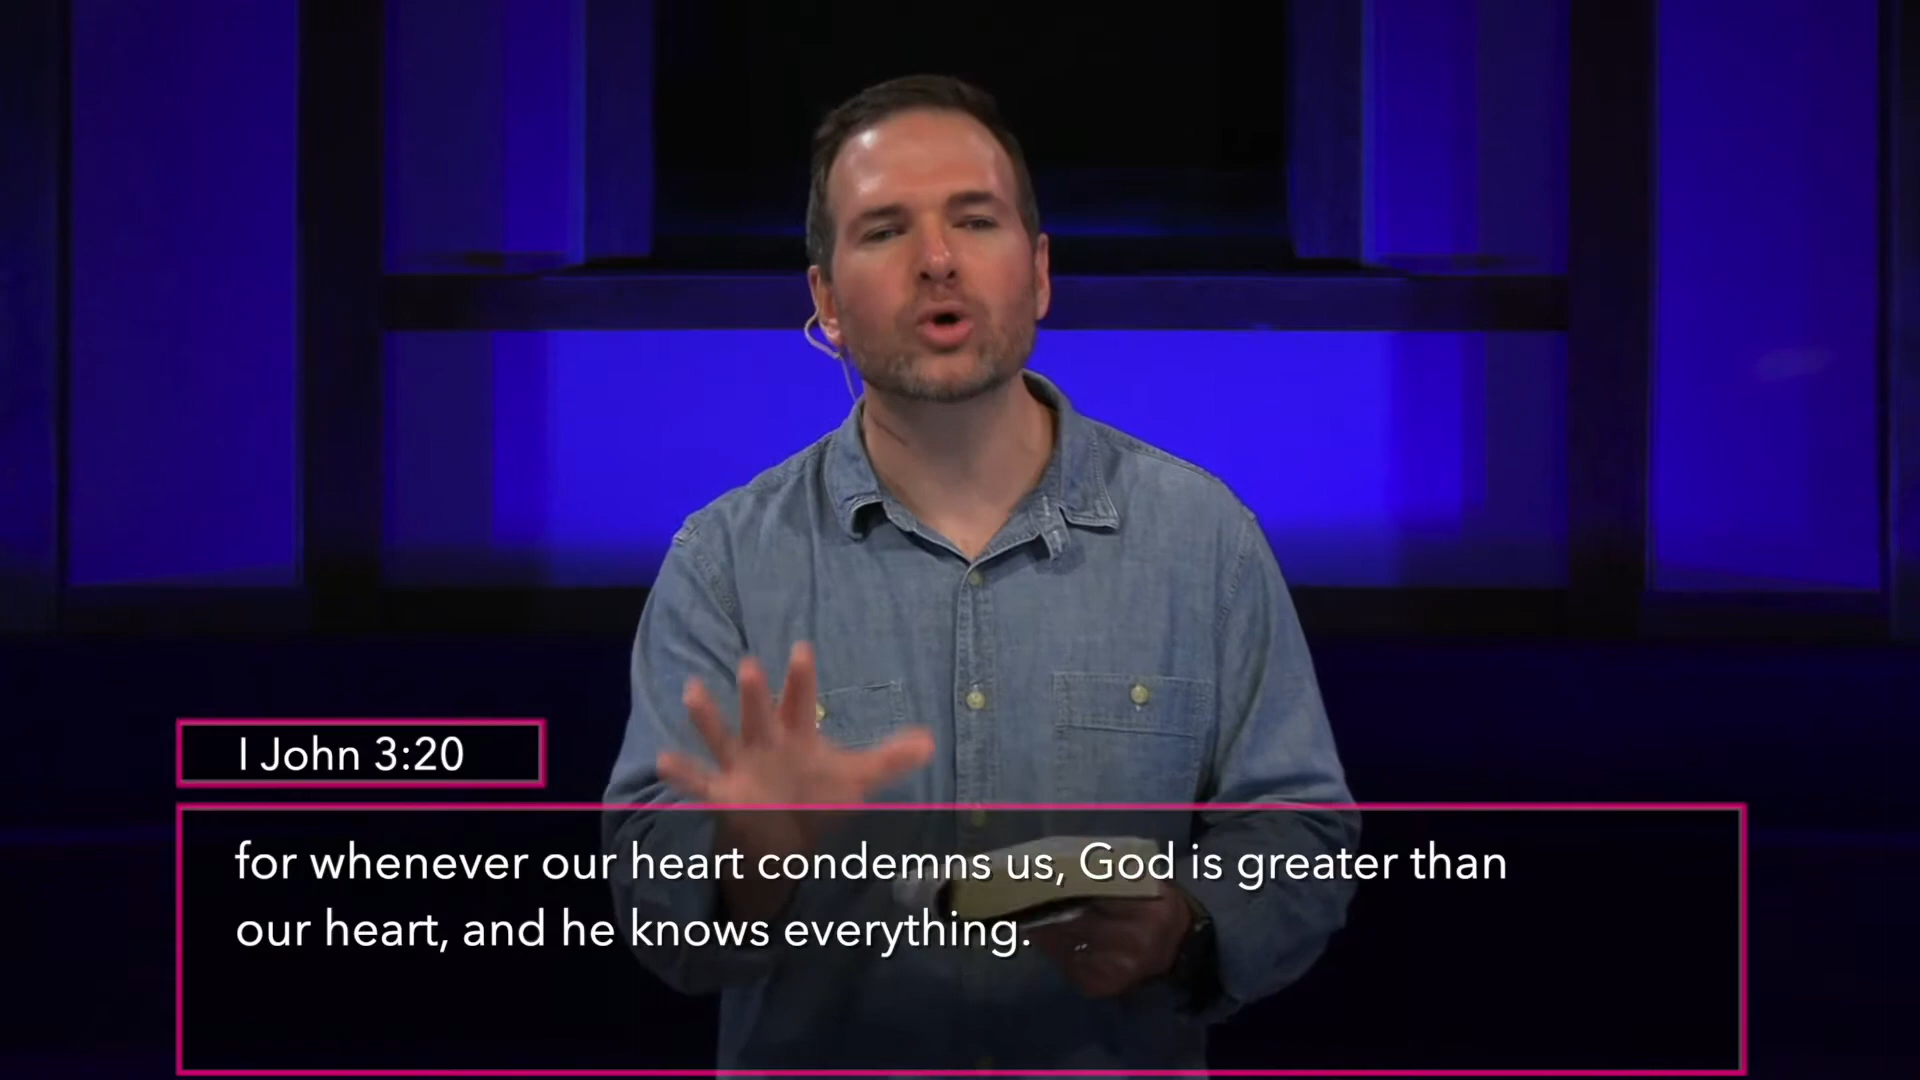 I John 3:20
for whenever our heart condemns us, God is greater than
our heart, and he knows everything.